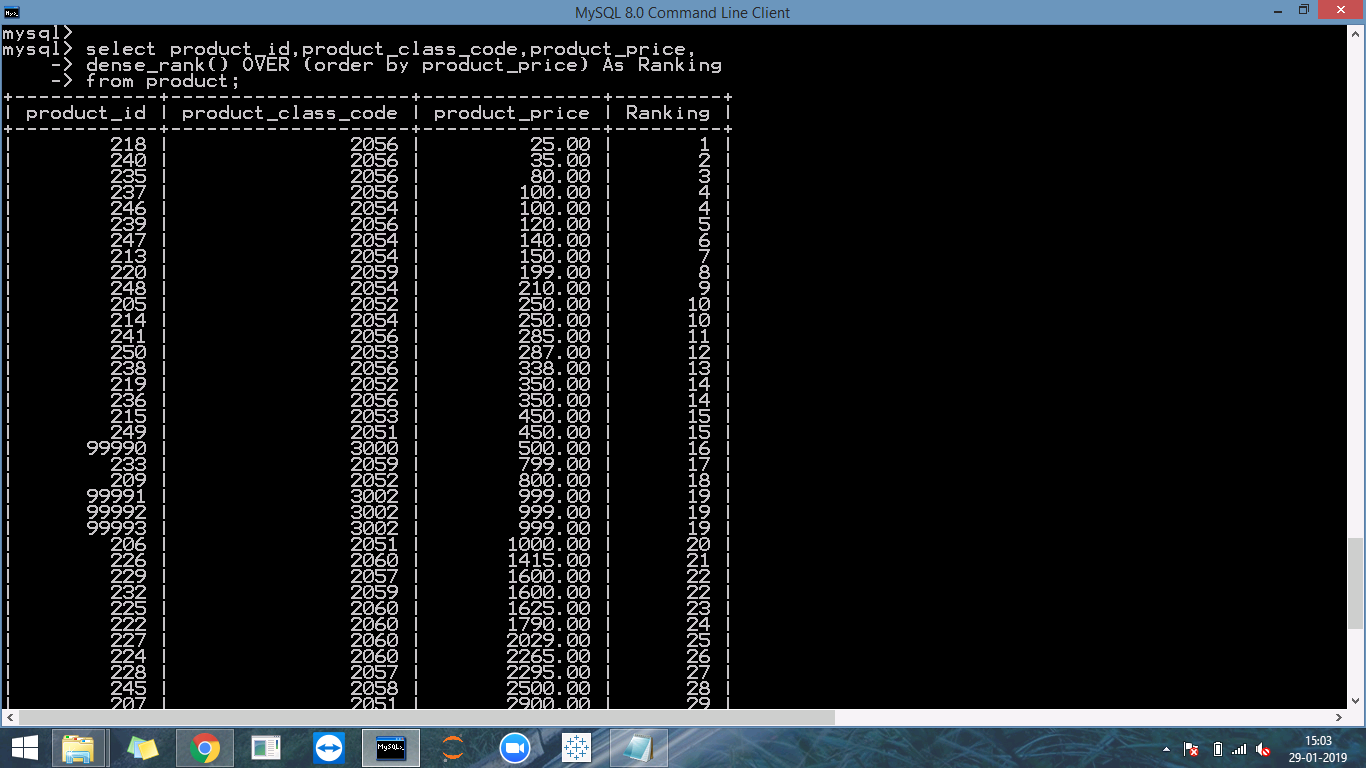 MySQL 8.0 Command Line Client
mysql>
mysql> select product_id,product_class_code,product_price,
    -> dense_rank() OVER (order by product_price) As Ranking
    -> from product;
+------------+--------------------+---------------+---------+
| product_id | product_class_code | product_price | Ranking |
+------------+--------------------+---------------+---------+
| 218 | 2056 | 25.00 | 1 |
| 240 | 2056 | 35.00 | 2 |
| 235 | 2056 | 80.00 | 3 |
| 237 | 2056 | 100.00 | 4 |
| 246 | 2054 | 100.00 | 4 |
| 239 | 2056 | 120.00 | 5 |
| 247 | 2054 | 140.00 | 6 |
| 213 | 2054 | 150.00 | 7 |
| 220 | 2059 | 199.00 | 8 |
| 248 | 2054 | 210.00 | 9 |
| 205 | 2052 | 250.00 | 10 |
| 214 | 2054 | 250.00 | 10 |
| 241 | 2056 | 285.00 | 11 |
| 250 | 2053 | 287.00 | 12 |
| 238 | 2056 | 338.00 | 13 |
| 219 | 2052 | 350.00 | 14 |
| 236 | 2056 | 350.00 | 14 |
| 215 | 2053 | 450.00 | 15 |
| 249 | 2051 | 450.00 | 15 |
| 99990 | 3000 | 500.00 | 16 |
| 233 | 2059 | 799.00 | 17 |
| 209 | 2052 | 800.00 | 18 |
| 99991 | 3002 | 999.00 | 19 |
| 99992 | 3002 | 999.00 | 19 |
| 99993 | 3002 | 999.00 | 19 |
| 206 | 2051 | 1000.00 | 20 |
| 226 | 2060 | 1415.00 | 21 |
| 229 | 2057 | 1600.00 | 22 |
| 232 | 2059 | 1600.00 | 22 |
| 225 | 2060 | 1625.00 | 23 |
| 222 | 2060 | 1790.00 | 24 |
| 227 | 2060 | 2029.00 | 25 |
| 224 | 2060 | 2265.00 | 26 |
| 228 | 2057 | 2295.00 | 27 |
| 245 | 2058 | 2500.00 | 28 |
| 207 | 2051 | 2900.00 | 29 |
15:03
29-01-2019